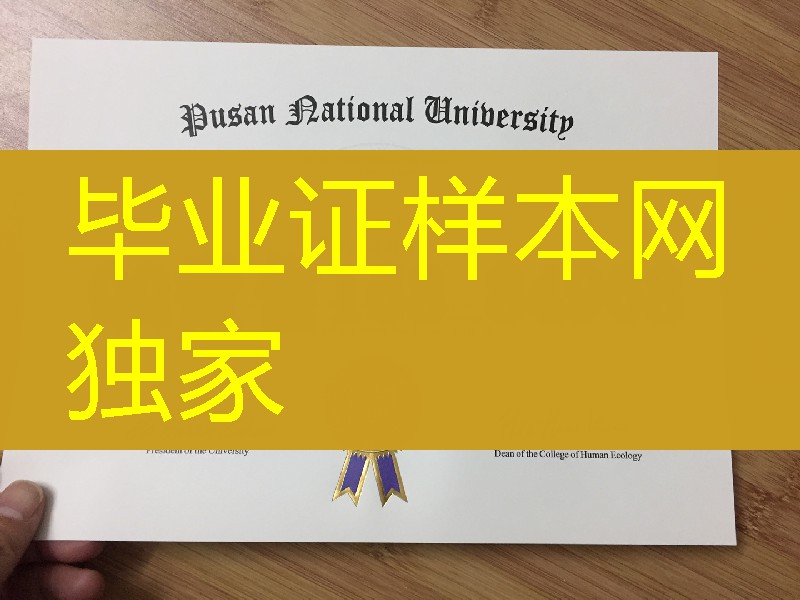 Pusan National University
毕业证样本网
独家
President of the University
Dean of the College of Human Ecology